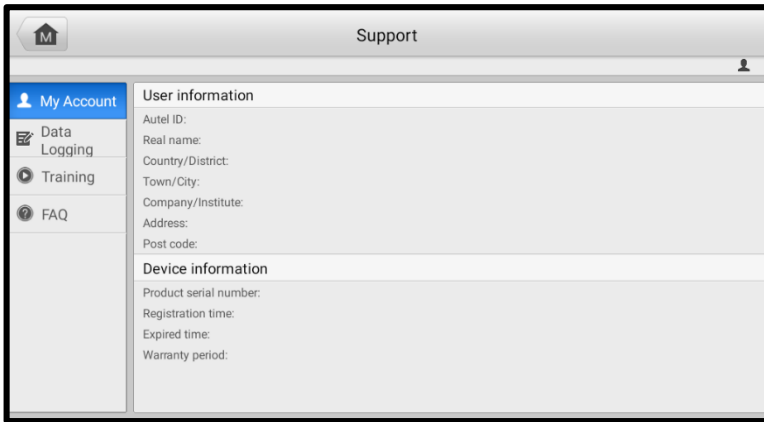 M
Support
My Account
Data
Logging
Training
FAQ
User information
Autel ID:
Real name:
Country/District:
Town/City:
Company/Institute:
Address:
Post code:
Device information
Product serial number:
Registration time:
Expired time:
Warranty period: